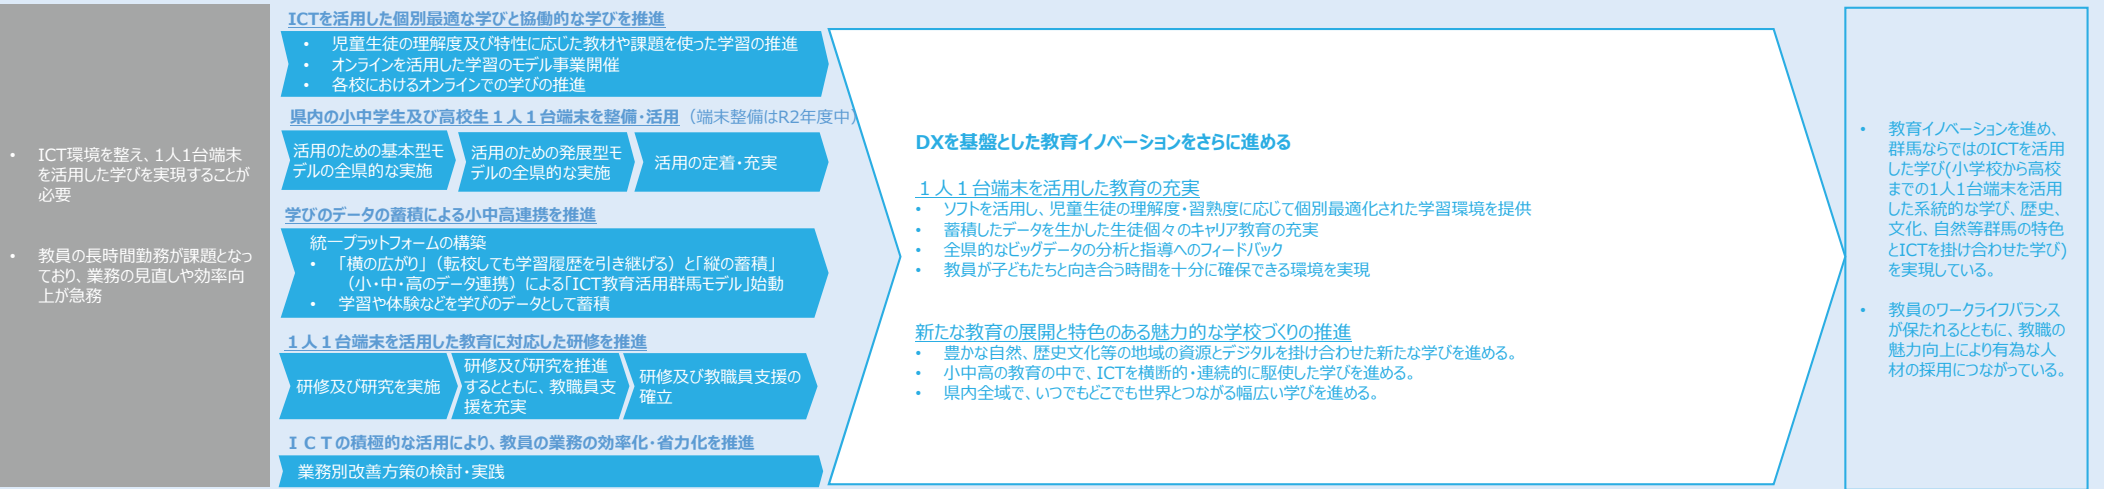 • ICT環境を整え、1人1台端末
を活用した学びを実現することが
必要
• 教員の長時間勤務が課題となっ
ており、業務の見直しや効率向
上が急務
ICTを活用した個別最適な学びと協働的な学びを推進
• 児童生徒の理解度及び特性に応じた教材や課題を使った学習の推進
• オンラインを活用した学習のモデル事業開催
• 各校におけるオンラインでの学びの推進
県内の小中学生及び高校生１人１台端末を整備・活用（端末整備はR2年度中）
活用のための基本型モ
デルの全県的な実施
活用のための発展型モ
デルの全県的な実施
活用の定着・充実
学びのデータの蓄積による小中高連携を推進
統一プラットフォームの構築
• 「横の広がり」（転校しても学習履歴を引き継げる）と「縦の蓄積」
（小・中・高のデータ連携）による「ICT教育活用群馬モデル」始動
• 学習や体験などを学びのデータとして蓄積
１人１台端末を活用した教育に対応した研修を推進
研修及び研究を実施
研修及び研究を推進
するとともに、教職員支
援を充実
研修及び教職員支援の
確立
ＩＣＴの積極的な活用により、教員の業務の効率化・省力化を推進
業務別改善方策の検討・実践
DXを基盤とした教育イノベーションをさらに進める
１人１台端末を活用した教育の充実
• ソフトを活用し、児童生徒の理解度・習熟度に応じて個別最適化された学習環境を提供
• 蓄積したデータを生かした生徒個々のキャリア教育の充実
• 全県的なビッグデータの分析と指導へのフィードバック
• 教員が子どもたちと向き合う時間を十分に確保できる環境を実現
新たな教育の展開と特色のある魅力的な学校づくりの推進
• 豊かな自然、歴史文化等の地域の資源とデジタルを掛け合わせた新たな学びを進める。
• 小中高の教育の中で、ICTを横断的・連続的に駆使した学びを進める。
• 県内全域で、いつでもどこでも世界とつながる幅広い学びを進める。
• 教育イノベーションを進め、
群馬ならではのICTを活用
した学び(小学校から高校
までの1人1台端末を活用
した系統的な学び、歴史、
文化、自然等群馬の特色
とICTを掛け合わせた学び)
を実現している。
• 教員のワークライフバランス
が保たれるとともに、教職の
魅力向上により有為な人
材の採用につながっている。